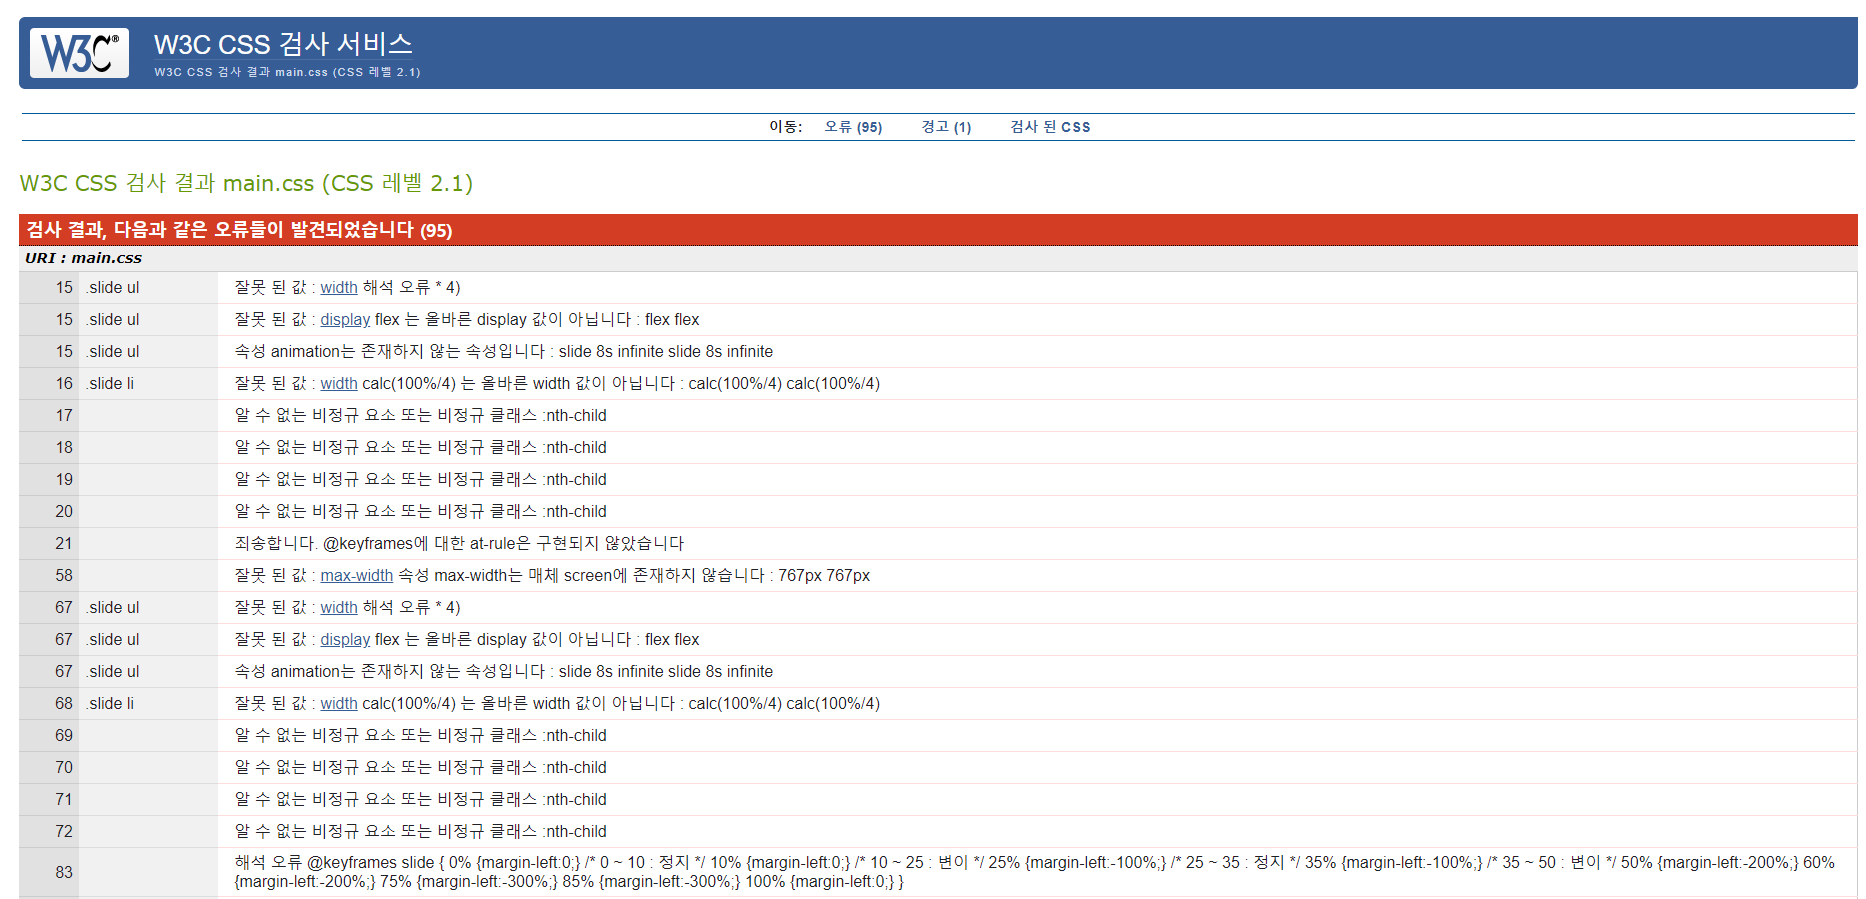 W3C®
W3C CSS 검사 서비스
W3C CSS 검사 결과 main.css (CSS 레벨 2.1)
이동: 오류 (95) 경고 (1) 검사 된 CSS
W3C CSS 검사 결과 main.css (CSS 레벨 2.1)
검사 결과, 다음과 같은 오류들이 발견되었습니다 (95)
URI : main.css
15 .slide ul 잘못 된 값 : width 해석 오류 * 4)
15 .slide ul 잘못 된 값 : display flex 는 올바른 display 값이 아닙니다 : flex flex
15 .slide ul 속성 animation는 존재하지 않는 속성입니다 : slide 8s infinite slide 8s infinite
16 .slide li 잘못 된 값 : width calc(100%/4) 는 올바른 width 값이 아닙니다 : calc(100%/4) calc(100%/4)
17 알 수 없는 비정규 요소 또는 비정규 클래스 :nth-child
18 알 수 없는 비정규 요소 또는 비정규 클래스 :nth-child
19 알 수 없는 비정규 요소 또는 비정규 클래스 :nth-child
20 알 수 없는 비정규 요소 또는 비정규 클래스 :nth-child
21 죄송합니다. @keyframes에 대한 at-rule은 구현되지 않았습니다
58 잘못 된 값 : max-width 속성 max-width는 매체 screen에 존재하지 않습니다 : 767px 767px
67 .slide ul 잘못 된 값 : width 해석 오류 * 4)
67 .slide ul 잘못 된 값 : display flex 는 올바른 display 값이 아닙니다 : flex flex
67 .slide ul 속성 animation는 존재하지 않는 속성입니다 : slide 8s infinite slide 8s infinite
68 .slide li 잘못 된 값 : width calc(100%/4) 는 올바른 width 값이 아닙니다 : calc(100%/4) calc(100%/4)
69 알 수 없는 비정규 요소 또는 비정규 클래스 :nth-child
70 알 수 없는 비정규 요소 또는 비정규 클래스 :nth-child
71 알 수 없는 비정규 요소 또는 비정규 클래스 :nth-child
72 알 수 없는 비정규 요소 또는 비정규 클래스 :nth-child
83 해석 오류 @keyframes slide { 0% {margin-left:0;} /* 0 ~ 10 : 정지 */ 10% {margin-left:0;} /* 10 ~ 25 : 변이 */ 25% {margin-left:-100%;} /* 25 ~ 35 : 정지 */ 35% {margin-left:-100%;} /* 35 ~ 50 : 변이 */ 50% {margin-left:-200%;} 60%
{margin-left:-200%;} 75% {margin-left:-300%;} 85% {margin-left:-300%;} 100% {margin-left:0;} }